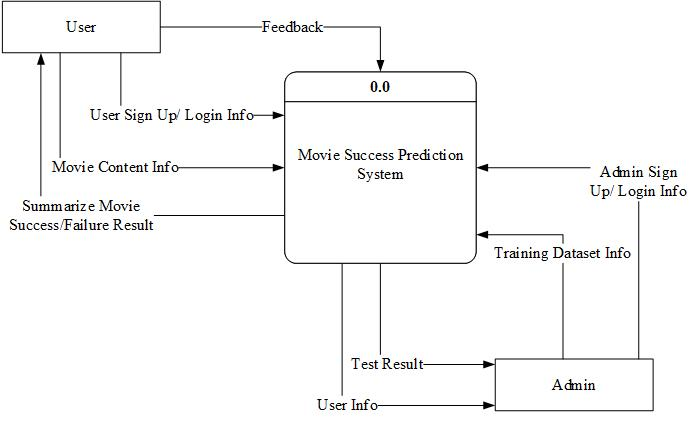 User
Feedback
0.0
User Sign Up/ Login Info
Movie Success Prediction
System
Movie Content Info
Admin Sign
Up/ Login Info
Summarize Movie
Success/Failure Result
Training Dataset Info
Test Result
Admin
User Info